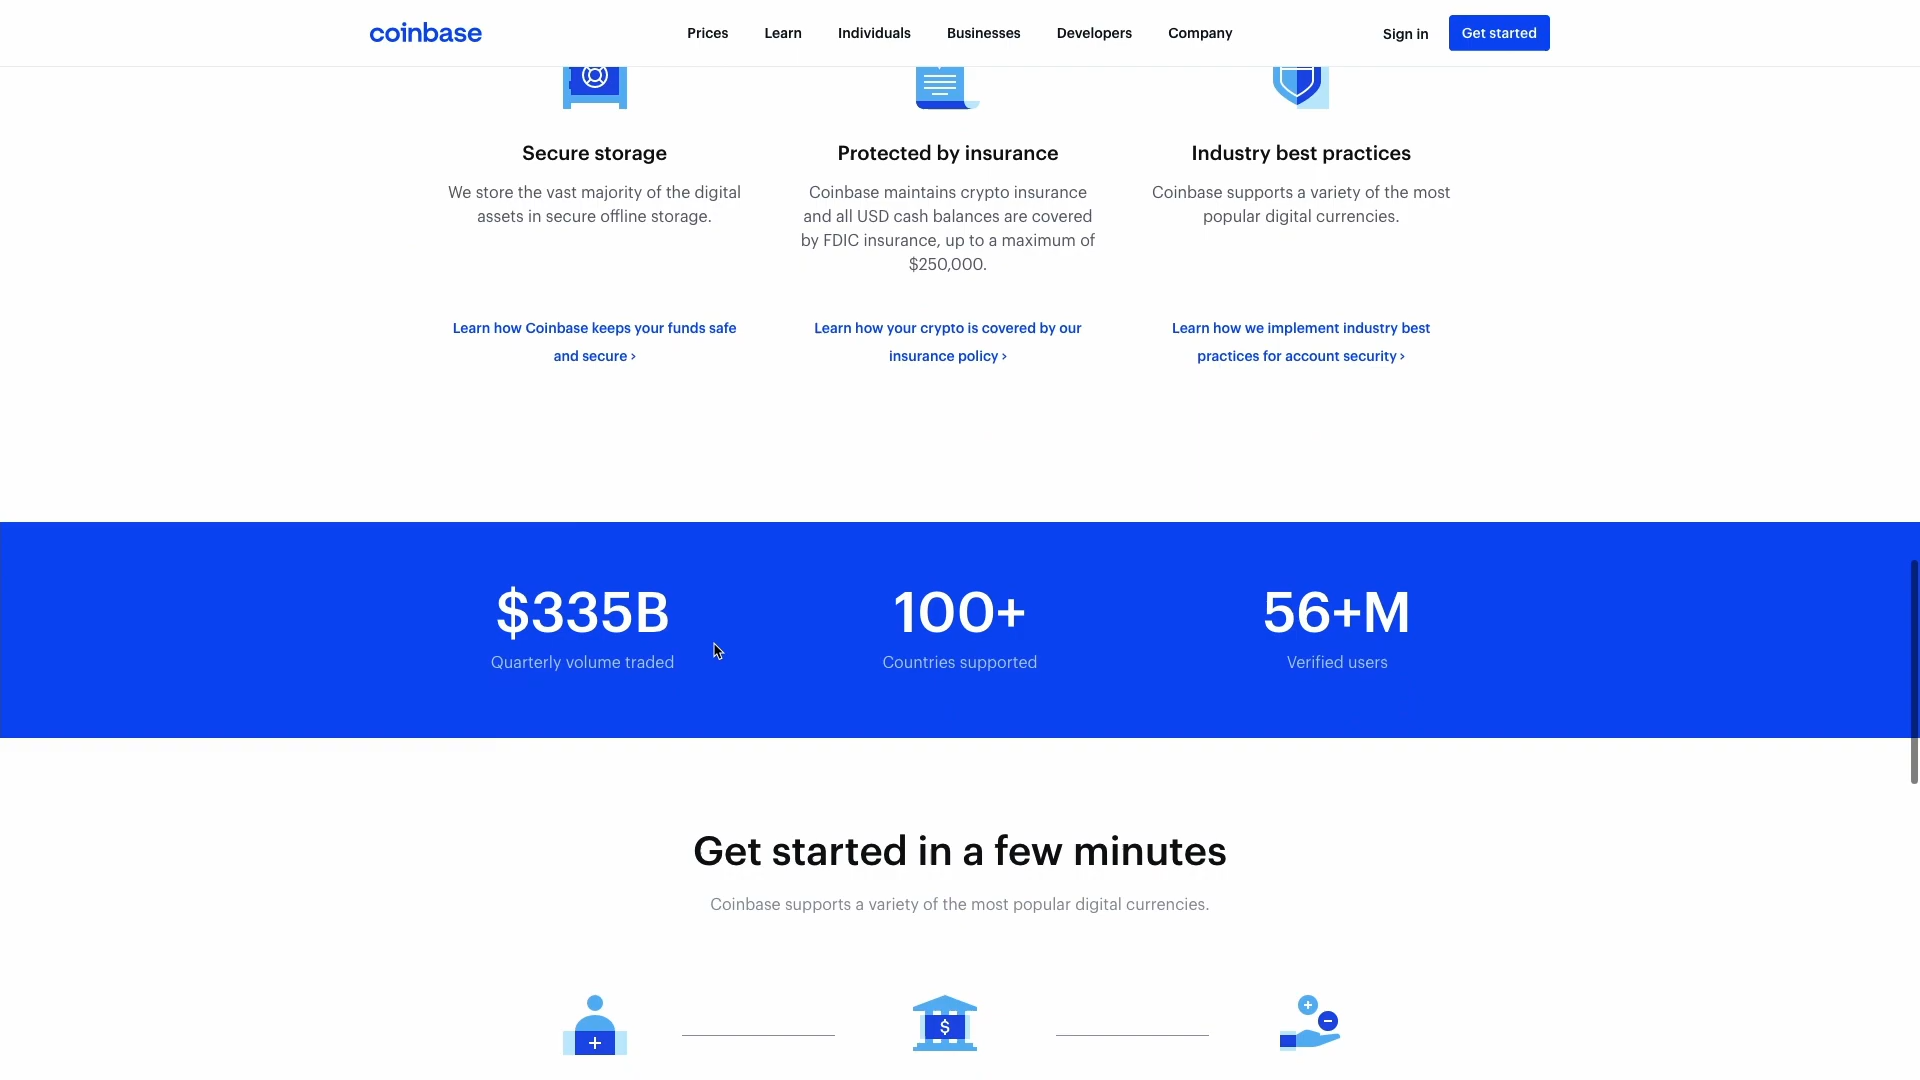 coinbase
Prices Learn Individuals Businesses Developers Company
Sign in Get started
Secure storage
We store the vast majority of the digital
assets in secure offline storage.
Learn how Coinbase keeps your funds safe
and secure ›
Protected by insurance
Coinbase maintains crypto insurance
and all USD cash balances are covered
by FDIC insurance, up to a maximum of
$250,000.
Learn how your crypto is covered by our
insurance policy ›
Industry best practices
Coinbase supports a variety of the most
popular digital currencies.
Learn how we implement industry best
practices for account security ›
$335B
Quarterly volume traded
100+
Countries supported
56+M
Verified users
Get started in a few minutes
Coinbase supports a variety of the most popular digital currencies.
$